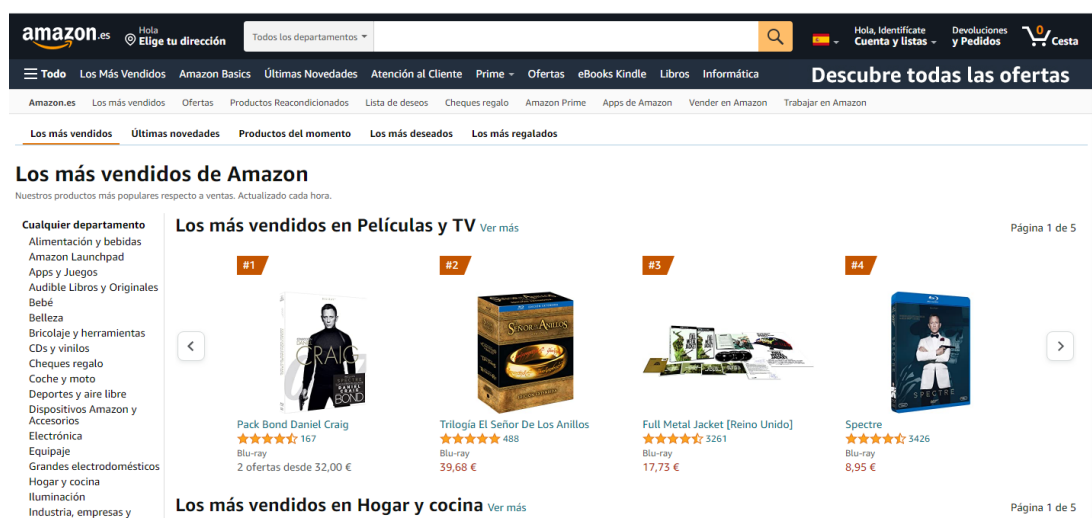 amazon.es
Hola
Elige tu dirección
Todos los departamentos
Hola, Identifícate
Cuenta y listas
Devoluciones
y Pedidos
0
Cesta
Todo Los Más Vendidos Amazon Basics Últimas Novedades Atención al Cliente Prime Ofertas eBooks Kindle Libros Informática Descubre todas las ofertas
Amazon.es Los más vendidos Ofertas Productos Reacondicionados Lista de deseos Cheques regalo Amazon Prime Apps de Amazon Vender en Amazon Trabajar en Amazon
Los más vendidos Últimas novedades Productos del momento Los más deseados Los más regalados
Los más vendidos de Amazon
Nuestros productos más populares respecto a ventas. Actualizado cada hora.
Cualquier departamento
Alimentación y bebidas
Amazon Launchpad
Apps y Juegos
Audible Libros y Originales
Bebé
Belleza
Bricolaje y herramientas
CDs y vinilos
Cheques regalo
Coche y moto
Deportes y aire libre
Dispositivos Amazon y
Accesorios
Electrónica
Equipaje
Grandes electrodomésticos
Hogar y cocina
Iluminación
Industria, empresas y
Los más vendidos en Películas y TV Ver más
Página 1 de 5
#1
CRAIG
DANIEL
CRAIG
BOND
Pack Bond Daniel Craig
167
Blu-ray
2 ofertas desde 32,00 €
#2
SEÑOR DE LOS ANILLOS
Trilogía El Señor De Los Anillos
488
Blu-ray
39,68 €
#3
Full Metal Jacket [Reino Unido]
3261
Blu-ray
17,73 €
#4
SPECTRE
Spectre
3426
Blu-ray
8,95 €
Los más vendidos en Hogar y cocina Ver más
Página 1 de 5